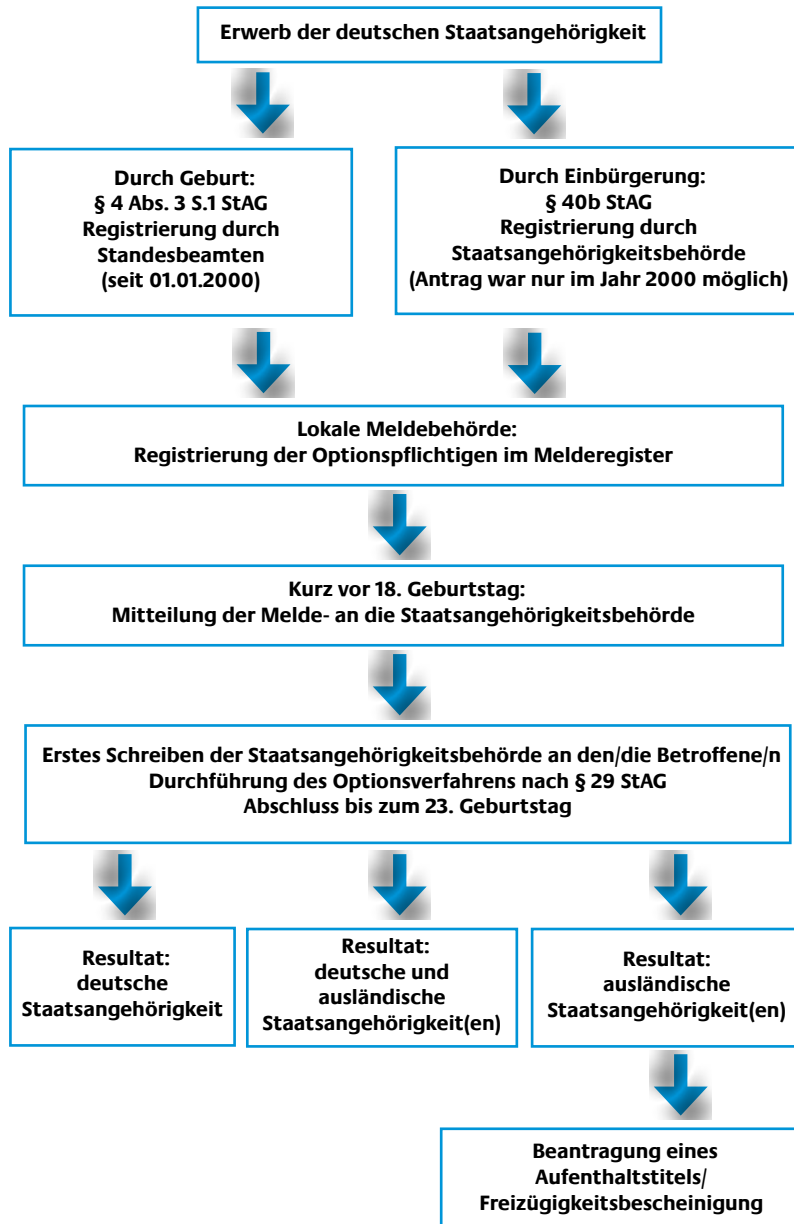 Erwerb der deutschen Staatsangehörigkeit
Durch Geburt:
§ 4 Abs. 3 S.1 StAG
Registrierung durch
Standesbeamten
(seit 01.01.2000)
Durch Einbürgerung:
§ 40b StAG
Registrierung durch
Staatsangehörigkeitsbehörde
(Antrag war nur im Jahr 2000 möglich)
Lokale Meldebehörde:
Registrierung der Optionspflichtigen im Melderegister
Kurz vor 18. Geburtstag:
Mitteilung der Melde- an die Staatsangehörigkeitsbehörde
Erstes Schreiben der Staatsangehörigkeitsbehörde an den/die Betroffene/n
Durchführung des Optionsverfahrens nach § 29 StAG
Abschluss bis zum 23. Geburtstag
Resultat:
deutsche
Staatsangehörigkeit
Resultat:
deutsche und
ausländische
Staatsangehörigkeit(en)
Resultat:
ausländische
Staatsangehörigkeit(en)
Beantragung eines
Aufenthaltstitels/
Freizügigkeitsbescheinigung